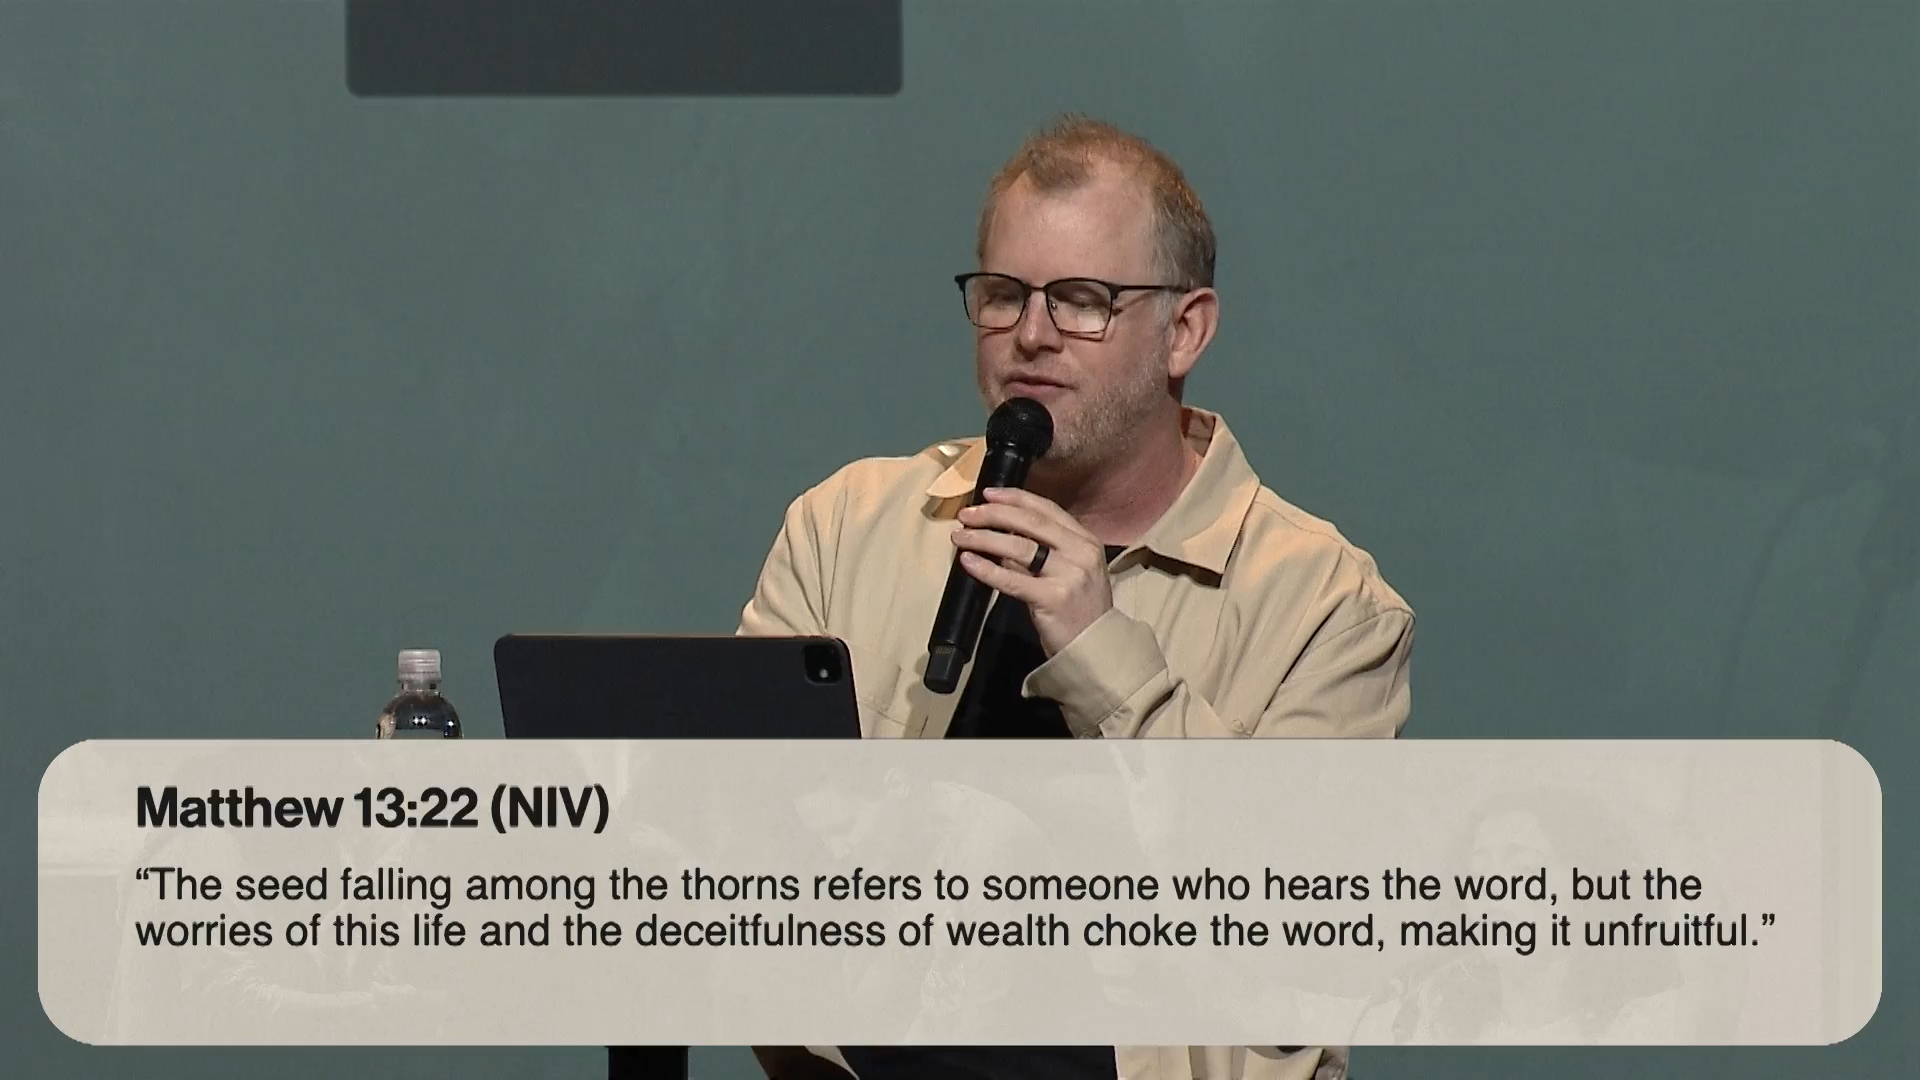 Matthew 13:22 (NIV)
“The seed falling among the thorns refers to someone who hears the word, but the
worries of this life and the deceitfulness of wealth choke the word, making it unfruitful.”